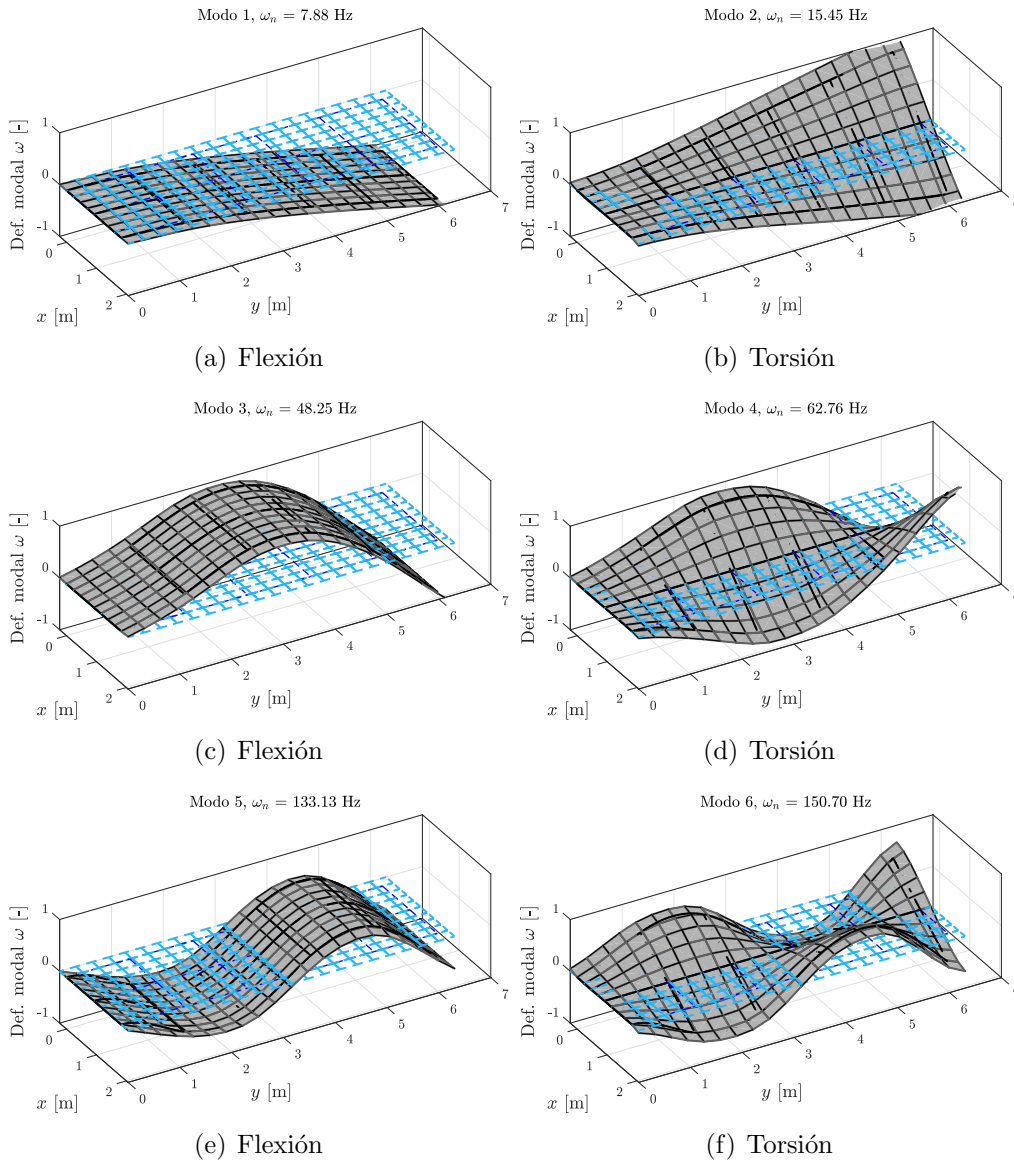 Modo 1, ωn = 7.88 Hz
Def. modal ω [-]
1
0
-1
0
1
2
x [m]
0
1
2
3
4
5
6
7
y [m]
(a) Flexión
Modo 2, ωn = 15.45 Hz
Def. modal ω [-]
1
0
-1
0
1
2
x [m]
0
1
2
3
4
5
6
7
y [m]
(b) Torsión
Modo 3, ωn = 48.25 Hz
Def. modal ω [-]
1
0
-1
0
1
2
x [m]
0
1
2
3
4
5
6
7
y [m]
(c) Flexión
Modo 4, ωn = 62.76 Hz
Def. modal ω [-]
1
0
-1
0
1
2
x [m]
0
1
2
3
4
5
6
7
y [m]
(d) Torsión
Modo 5, ωn = 133.13 Hz
Def. modal ω [-]
1
0
-1
0
1
2
x [m]
0
1
2
3
4
5
6
7
y [m]
(e) Flexión
Modo 6, ωn = 150.70 Hz
Def. modal ω [-]
1
0
-1
0
1
2
x [m]
0
1
2
3
4
5
6
7
y [m]
(f) Torsión